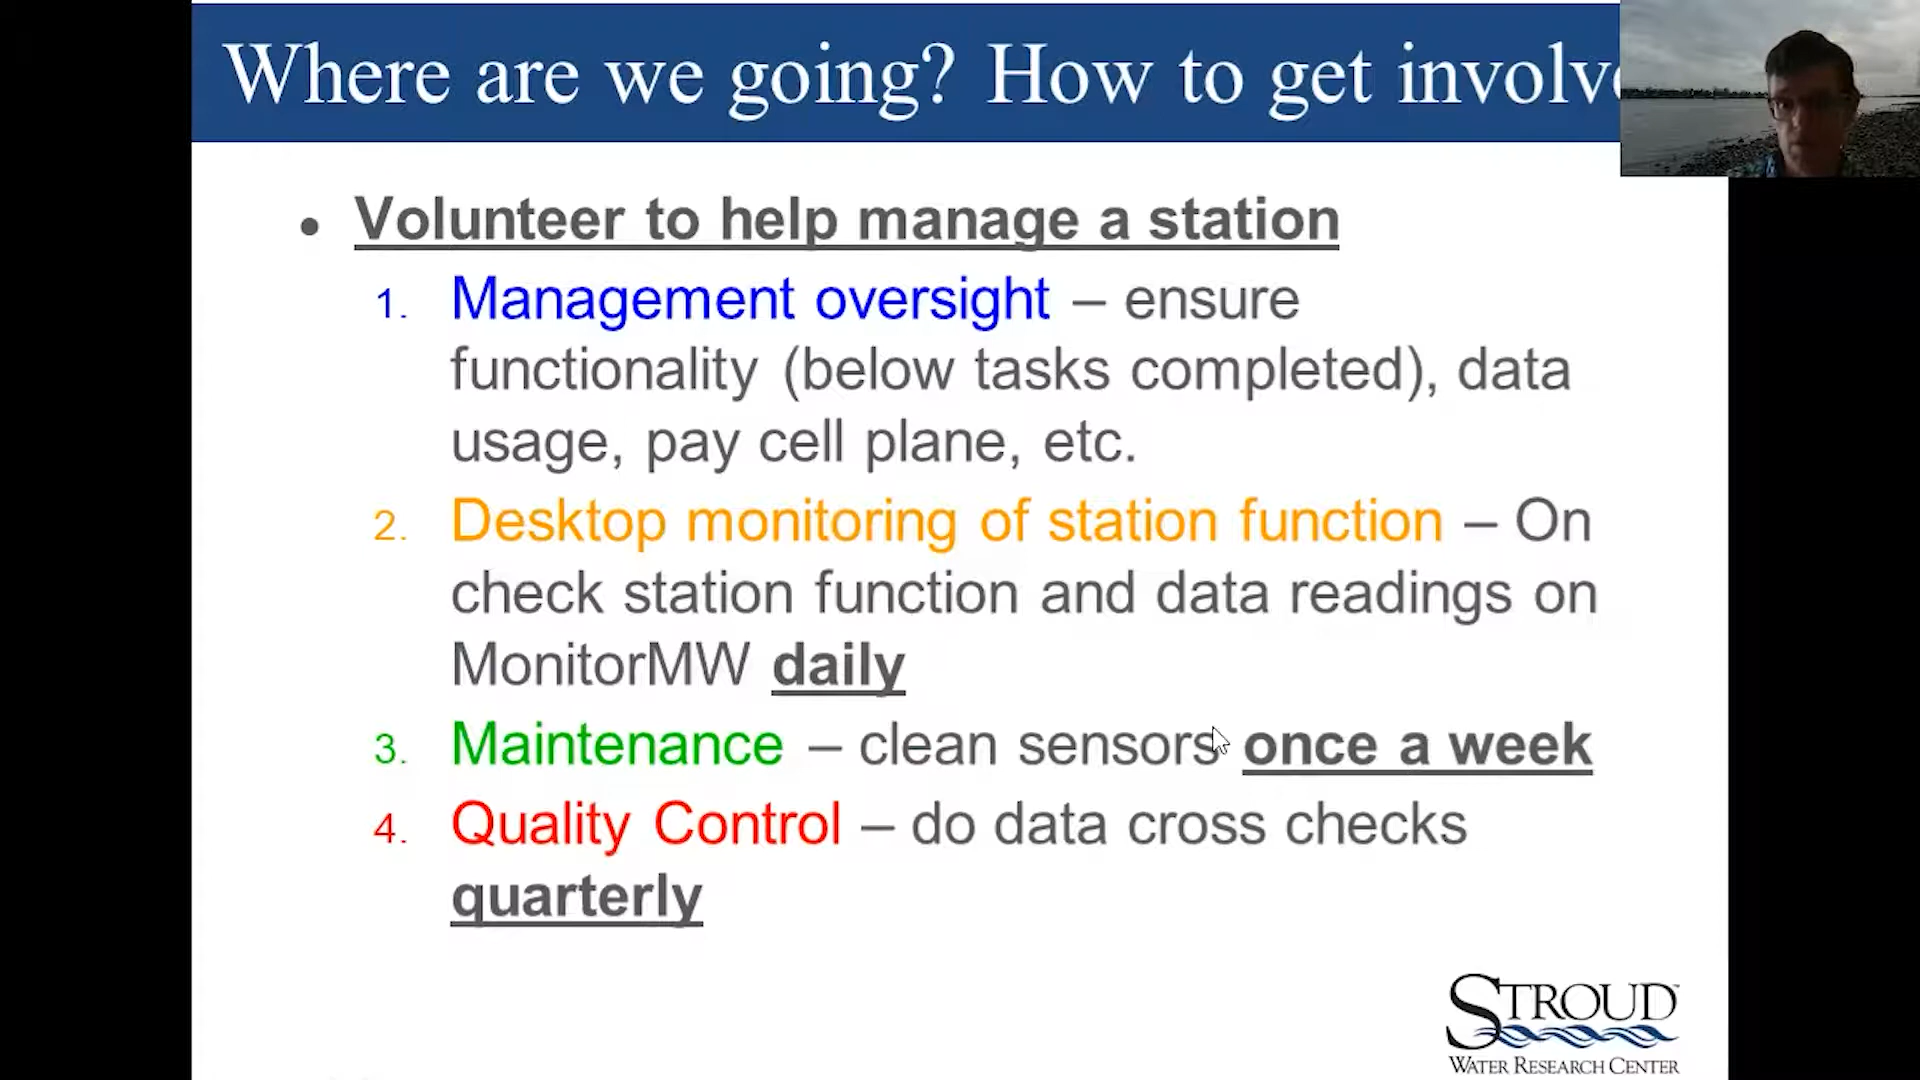 Where are we going? How to get involv
• Volunteer to help manage a station
1. Management oversight – ensure
functionality (below tasks completed), data
usage, pay cell plane, etc.
2. Desktop monitoring of station function – On
check station function and data readings on
MonitorMW daily
3. Maintenance – clean sensors once a week
4. Quality Control – do data cross checks
quarterly
STROUD
WATER RESEARCH CENTER